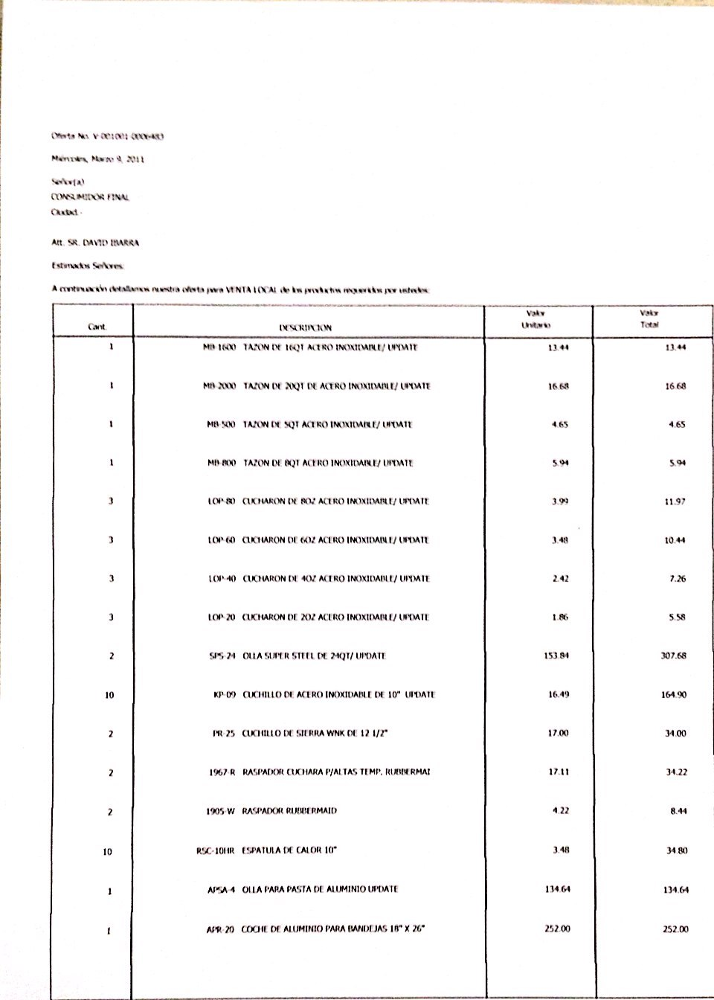 Oferta No. V-001001-0006483
Miércoles, Marzo 9, 2011
Señor(a)
CONSUMIDOR FINAL
Ciudad.-
Att. SR. DAVID IBARRA
Estimados Señores:
A continuación detallamos nuestra oferta para VENTA LOCAL de los productos requeridos por ustedes:
Cant. DESCRIPCION Valor Unitario Valor Total
1 MB-1600 TAZON DE 16QT ACERO INOXIDABLE/ UPDATE 13.44 13.44
1 MB-2000 TAZON DE 20QT DE ACERO INOXIDABLE/ UPDATE 16.68 16.68
1 MB-500 TAZON DE 5QT ACERO INOXIDABLE/ UPDATE 4.65 4.65
1 MB-800 TAZON DE 8QT ACERO INOXIDABLE/ UPDATE 5.94 5.94
3 LOP-80 CUCHARON DE 8OZ ACERO INOXIDABLE/ UPDATE 3.99 11.97
3 LOP-60 CUCHARON DE 6OZ ACERO INOXIDABLE/ UPDATE 3.48 10.44
3 LOP-40 CUCHARON DE 4OZ ACERO INOXIDABLE/ UPDATE 2.42 7.26
3 LOP-20 CUCHARON DE 2OZ ACERO INOXIDABLE/ UPDATE 1.86 5.58
2 SPS-24 OLLA SUPER STEEL DE 24QT/ UPDATE 153.84 307.68
10 KP-09 CUCHILLO DE ACERO INOXIDABLE DE 10" UPDATE 16.49 164.90
2 PR-25 CUCHILLO DE SIERRA WNK DE 12 1/2" 17.00 34.00
2 1967-R RASPADOR CUCHARA P/ALTAS TEMP. RUBBERMAI 17.11 34.22
2 1905-W RASPADOR RUBBERMAID 4.22 8.44
10 RSC-10HR ESPATULA DE CALOR 10" 3.48 34.80
1 APSA-4 OLLA PARA PASTA DE ALUMINIO UPDATE 134.64 134.64
1 APR-20 COCHE DE ALUMINIO PARA BANDEJAS 18" X 26" 252.00 252.00